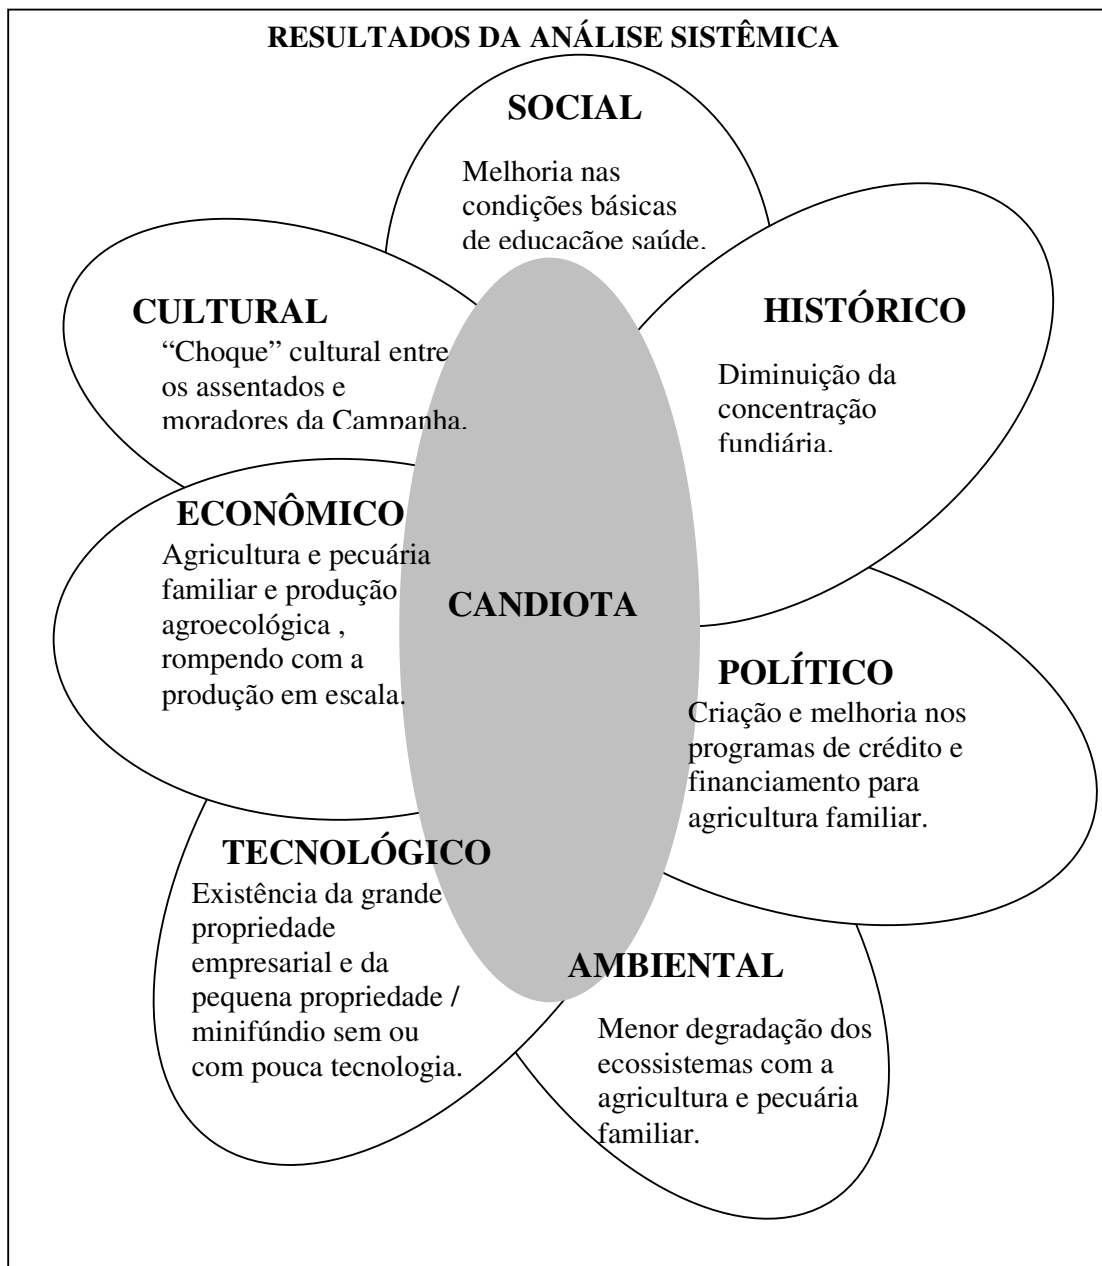 RESULTADOS DA ANÁLISE SISTÊMICA
SOCIAL
Melhoria nas
condições básicas
de educaçãoe saúde.
HISTÓRICO
Diminuição da
concentração
fundiária.
CULTURAL
“Choque” cultural entre
os assentados e
moradores da Campanha.
ECONÔMICO
Agricultura e pecuária
familiar e produção
agroecológica ,
rompendo com a
produção em escala.
CANDIOTA
POLÍTICO
Criação e melhoria nos
programas de crédito e
financiamento para
agricultura familiar.
TECNOLÓGICO
Existência da grande
propriedade
empresarial e da
pequena propriedade /
minifúndio sem ou
com pouca tecnologia.
AMBIENTAL
Menor degradação dos
ecossistemas com a
agricultura e pecuária
familiar.